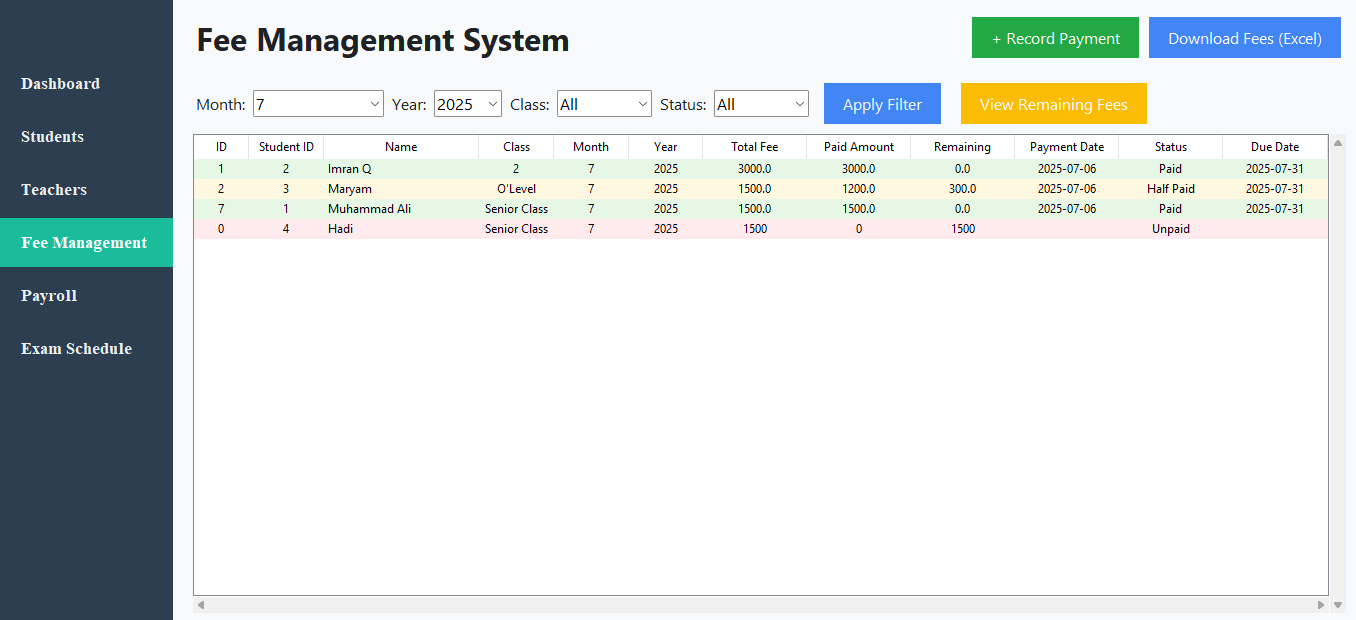 Dashboard
Students
Teachers
Fee Management
Payroll
Exam Schedule
Fee Management System
+ Record Payment
Download Fees (Excel)
Month: 7 Year: 2025 Class: All Status: All Apply Filter View Remaining Fees
ID Student ID Name Class Month Year Total Fee Paid Amount Remaining Payment Date Status Due Date
1 2 Imran Q 2 7 2025 3000.0 3000.0 0.0 2025-07-06 Paid 2025-07-31
2 3 Maryam O'Level 7 2025 1500.0 1200.0 300.0 2025-07-06 Half Paid 2025-07-31
7 1 Muhammad Ali Senior Class 7 2025 1500.0 1500.0 0.0 2025-07-06 Paid 2025-07-31
0 4 Hadi Senior Class 7 2025 1500 0 1500 Unpaid